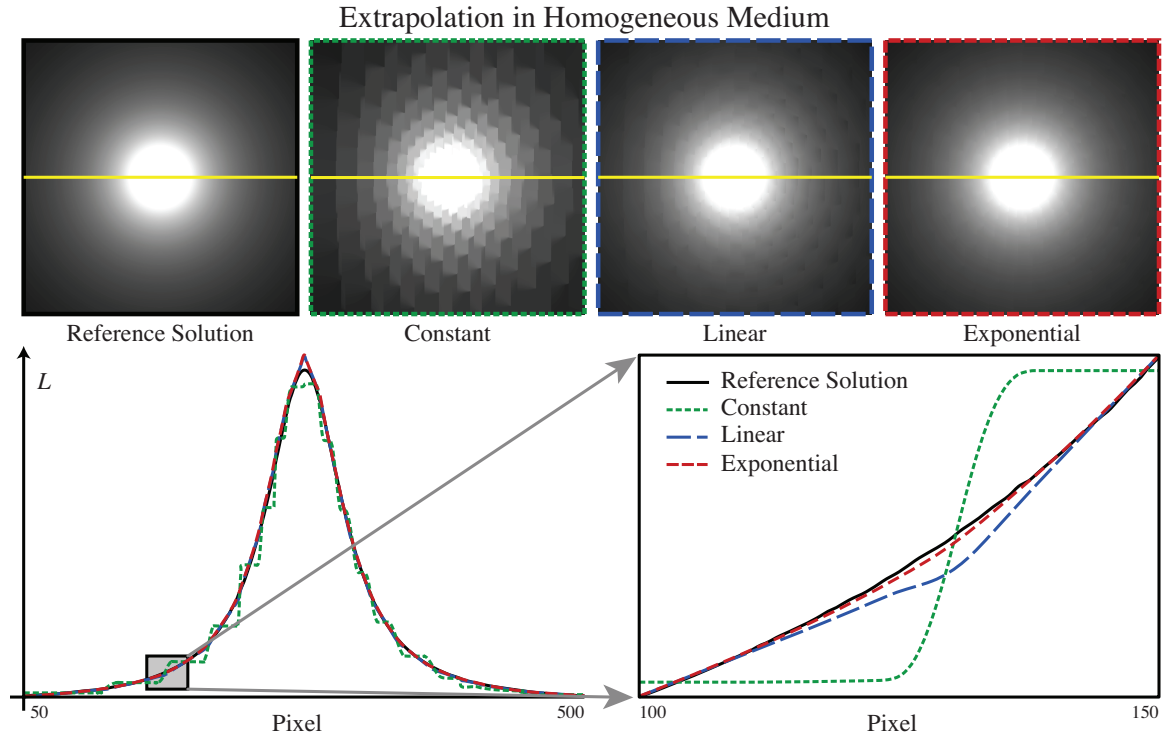 Extrapolation in Homogeneous Medium
Reference Solution
Constant
Linear
Exponential
L
50
Pixel
500
Reference Solution
Constant
Linear
Exponential
100
Pixel
150